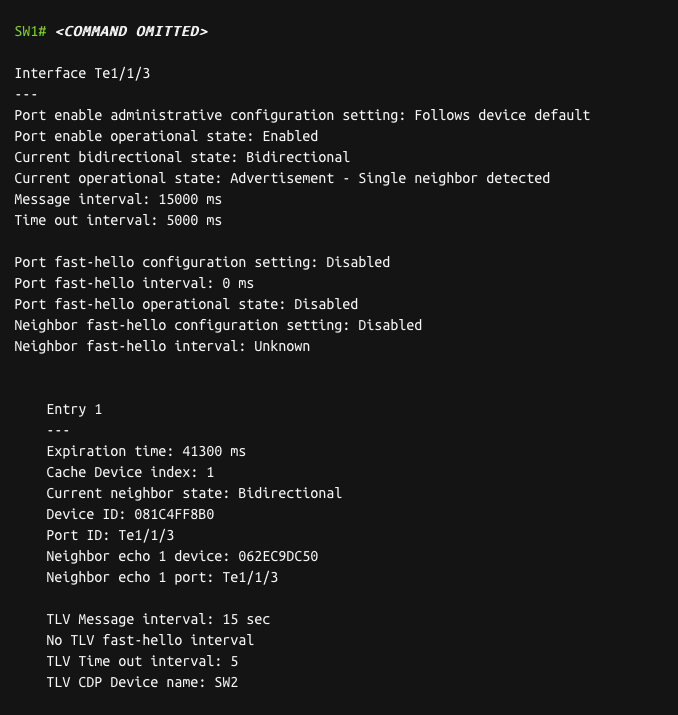 SW1# <COMMAND OMITTED>
Interface Te1/1/3
---
Port enable administrative configuration setting: Follows device default
Port enable operational state: Enabled
Current bidirectional state: Bidirectional
Current operational state: Advertisement - Single neighbor detected
Message interval: 15000 ms
Time out interval: 5000 ms
Port fast-hello configuration setting: Disabled
Port fast-hello interval: 0 ms
Port fast-hello operational state: Disabled
Neighbor fast-hello configuration setting: Disabled
Neighbor fast-hello interval: Unknown
Entry 1
---
Expiration time: 41300 ms
Cache Device index: 1
Current neighbor state: Bidirectional
Device ID: 081C4FF8B0
Port ID: Te1/1/3
Neighbor echo 1 device: 062EC9DC50
Neighbor echo 1 port: Te1/1/3
TLV Message interval: 15 sec
No TLV fast-hello interval
TLV Time out interval: 5
TLV CDP Device name: SW2